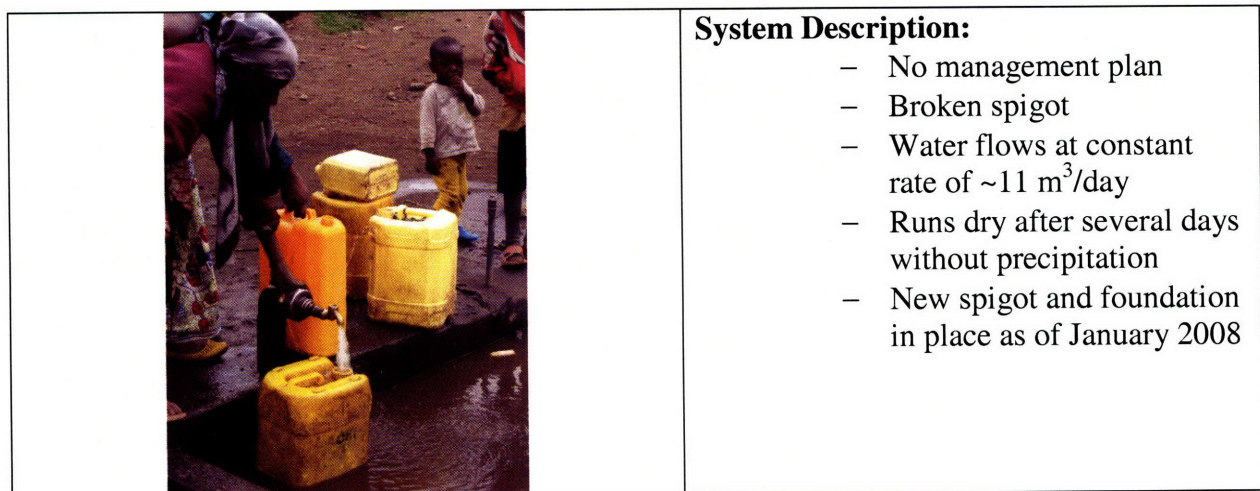 System Description:
– No management plan
– Broken spigot
– Water flows at constant
rate of ~11 m³/day
– Runs dry after several days
without precipitation
– New spigot and foundation
in place as of January 2008